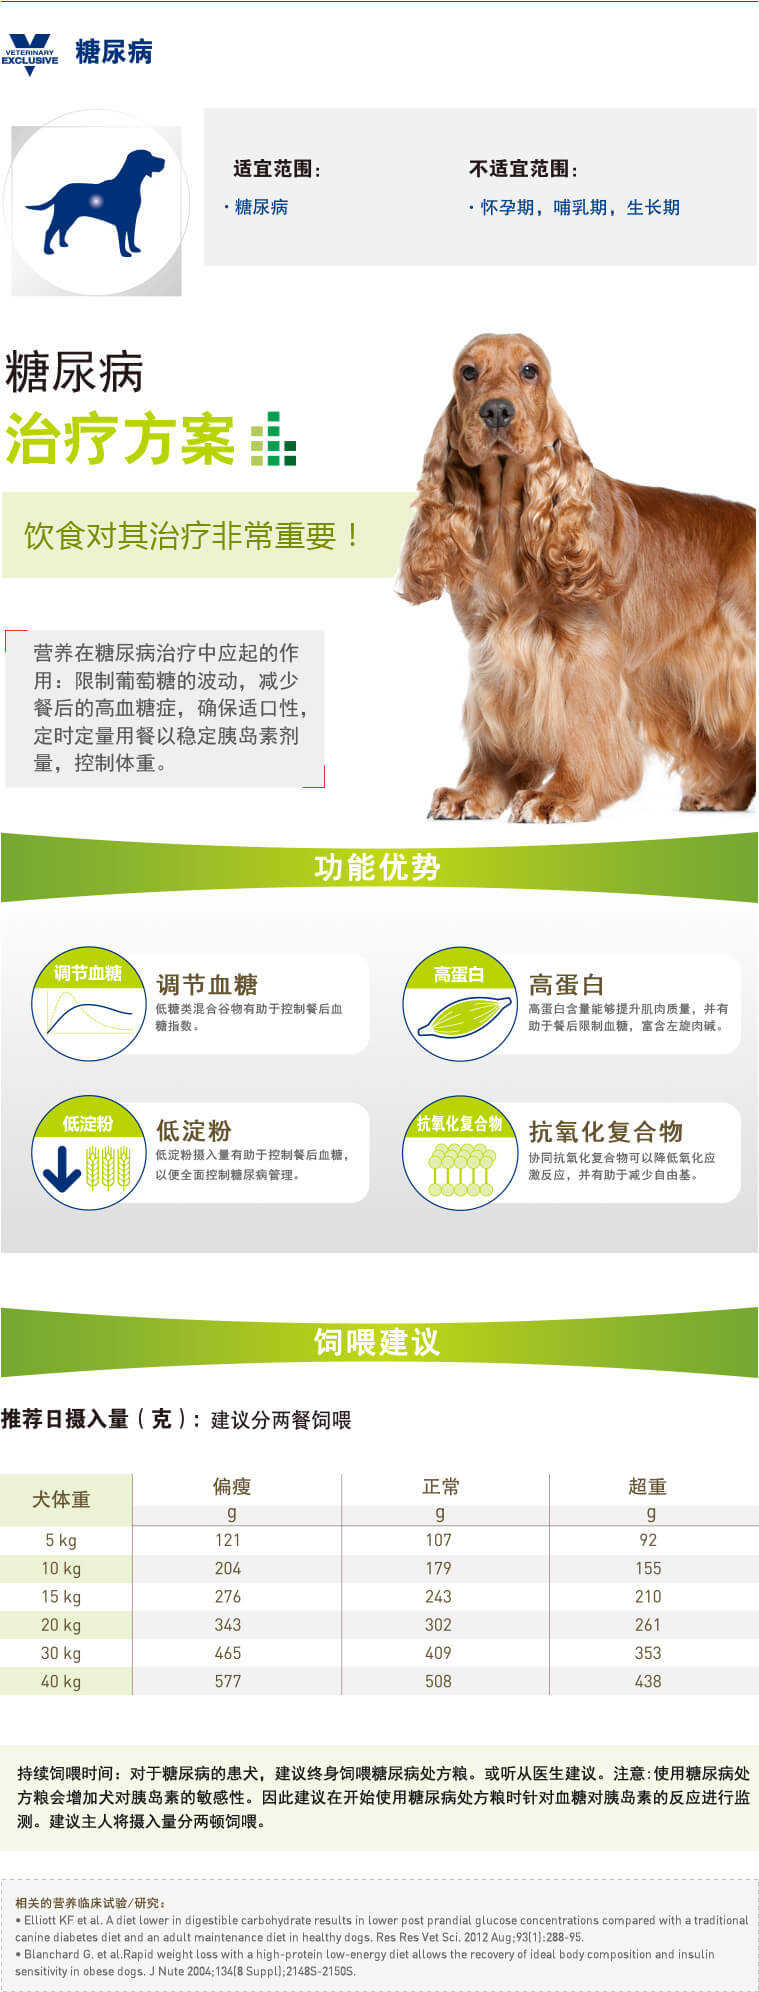 VETERINARY
EXCLUSIVE
糖尿病
适宜范围：
· 糖尿病
不适宜范围：
· 怀孕期，哺乳期，生长期
糖尿病
治疗方案
饮食对其治疗非常重要！
营养在糖尿病治疗中应起的作
用：限制葡萄糖的波动，减少
餐后的高血糖症，确保适口性，
定时定量用餐以稳定胰岛素剂
量，控制体重。
功能优势
调节血糖
调节血糖
低糖类混合谷物有助于控制餐后血
糖指数。
高蛋白
高蛋白
高蛋白含量能够提升肌肉质量，并有
助于餐后限制血糖，富含左旋肉碱。
低淀粉
低淀粉
低淀粉摄入量有助于控制餐后血糖，
以便全面控制糖尿病管理。
抗氧化复合物
抗氧化复合物
协同抗氧化复合物可以降低氧化应
激反应，并有助于减少自由基。
饲喂建议
推荐日摄入量（克）：建议分两餐饲喂
犬体重 偏瘦 正常 超重
g g g
5 kg 121 107 92
10 kg 204 179 155
15 kg 276 243 210
20 kg 343 302 261
30 kg 465 409 353
40 kg 577 508 438
持续饲喂时间：对于糖尿病的患犬，建议终身饲喂糖尿病处方粮。或听从医生建议。注意：使用糖尿病处
方粮会增加犬对胰岛素的敏感性。因此建议在开始使用糖尿病处方粮时针对血糖对胰岛素的反应进行监
测。建议主人将摄入量分两顿饲喂。
相关的营养临床试验/研究：
• Elliott KF et al. A diet lower in digestible carbohydrate results in lower post prandial glucose concentrations compared with a traditional
canine diabetes diet and an adult maintenance diet in healthy dogs. Res Res Vet Sci. 2012 Aug;93(1):288-95.
• Blanchard G. et al.Rapid weight loss with a high-protein low-energy diet allows the recovery of ideal body composition and insulin
sensitivity in obese dogs. J Nute 2004;134(8 Suppl);2148S-2150S.